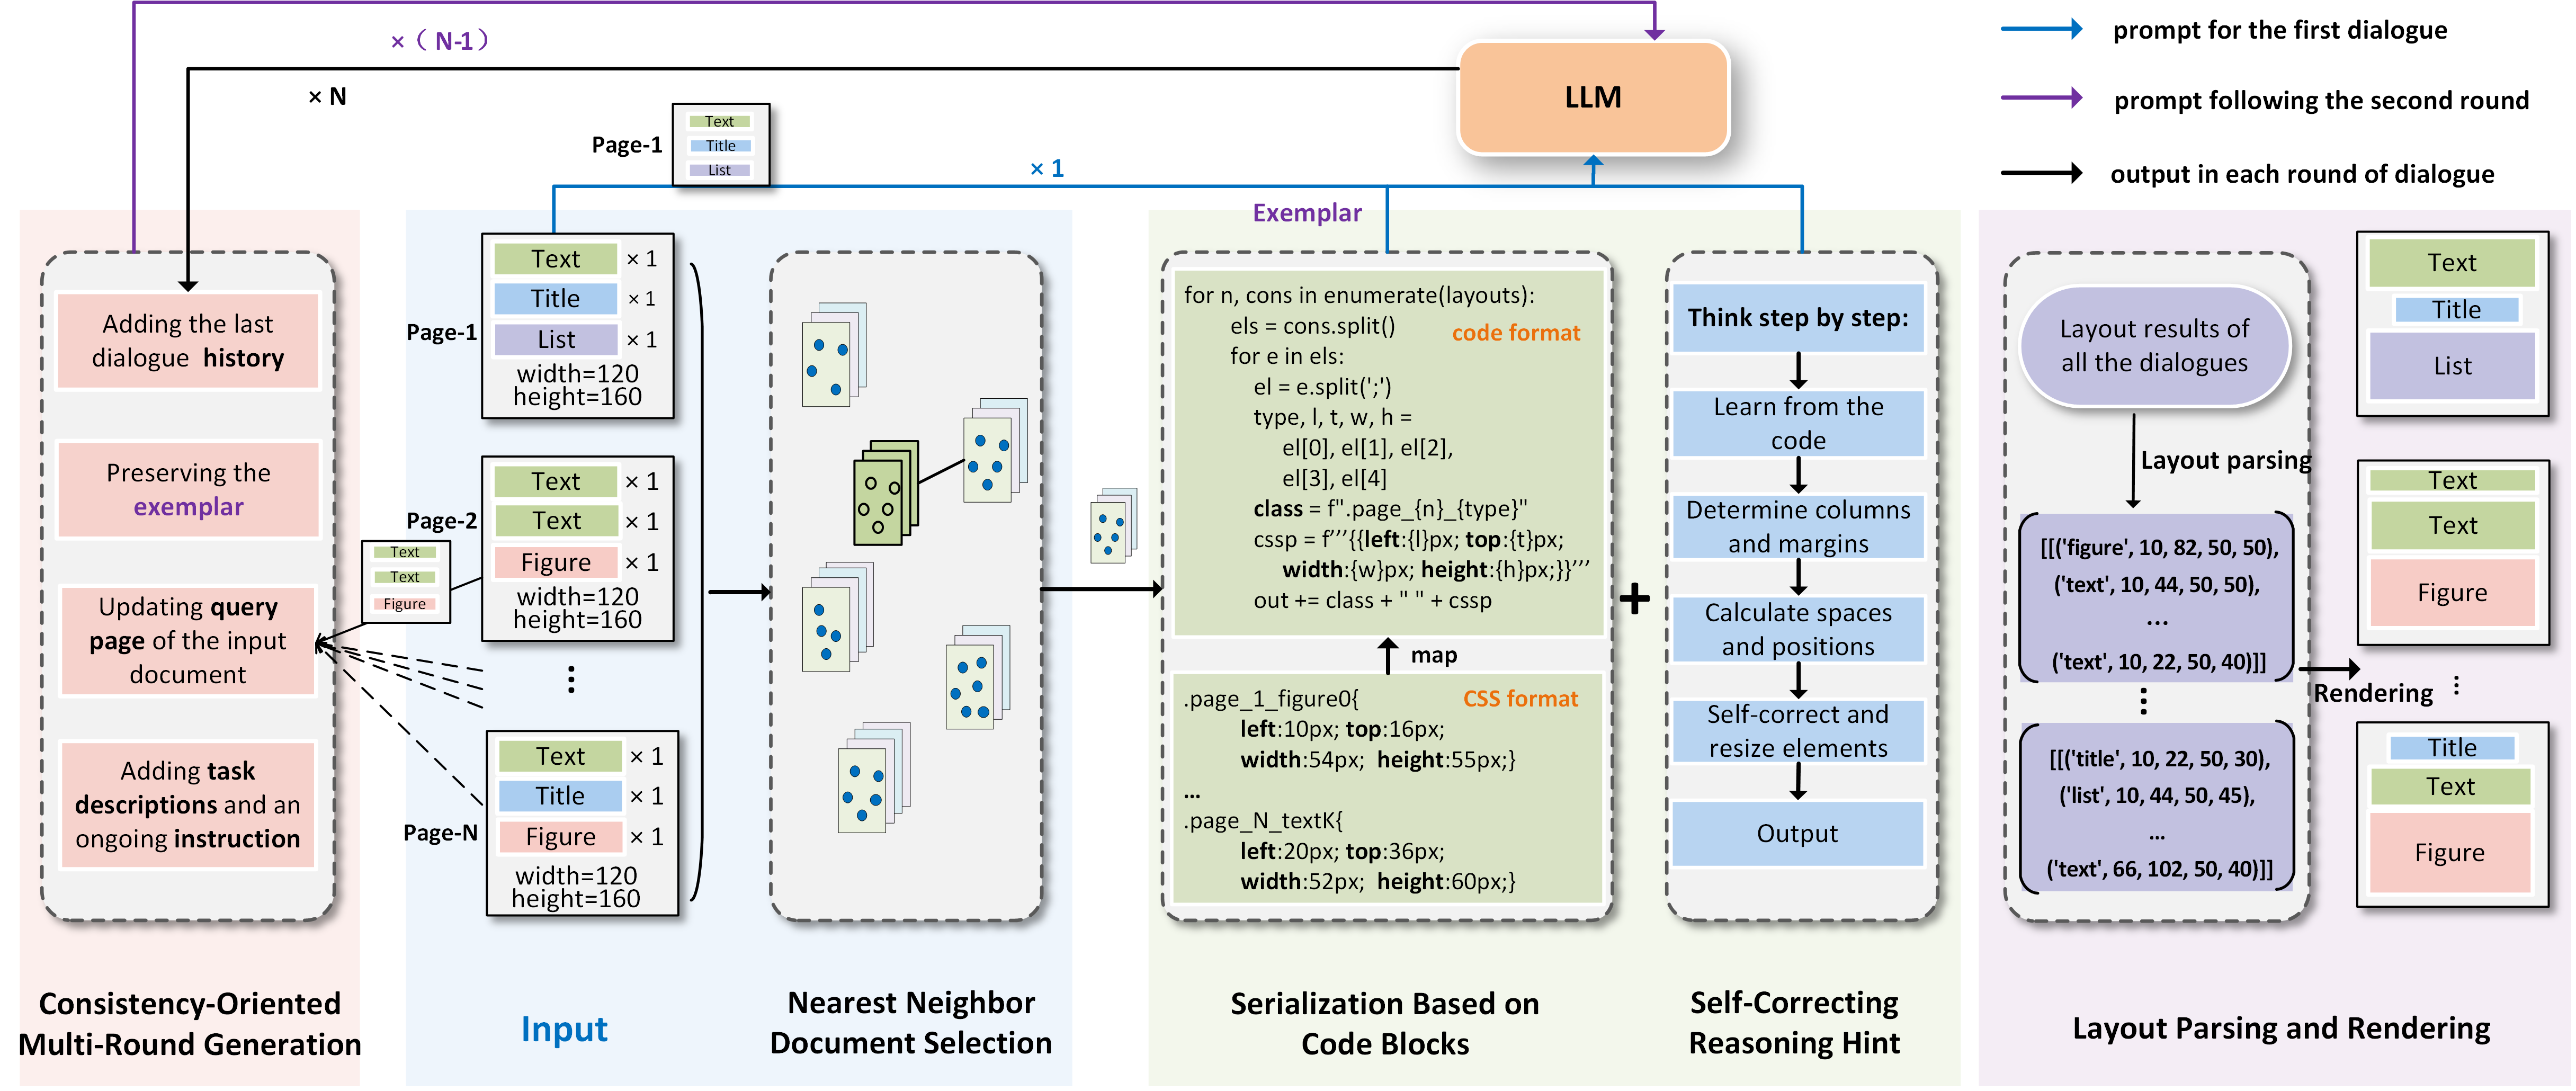 × ( N-1 )
× N
Page-1
Text
Title
List
× 1
LLM
prompt for the first dialogue
prompt following the second round
output in each round of dialogue
Adding the last
dialogue history
Preserving the
exemplar
Updating query
page of the input
document
Adding task
descriptions and an
ongoing instruction
Consistency-Oriented
Multi-Round Generation
Text
Text
Figure
Page-1
Text × 1
Title × 1
List × 1
width=120
height=160
Page-2
Text × 1
Text × 1
Figure × 1
width=120
height=160
⋮
Page-N
Text × 1
Title × 1
Figure × 1
width=120
height=160
Input
Nearest Neighbor
Document Selection
Exemplar
for n, cons in enumerate(layouts):
els = cons.split()
code format
for e in els:
el = e.split(';')
type, l, t, w, h =
el[0], el[1], el[2],
el[3], el[4]
class = f".page_{n}_{type}"
cssp = f'''{{left:{l}px; top:{t}px;
width:{w}px; height:{h}px;}}'''
out += class + " " + cssp
map
.page_1_figure0{
CSS format
left:10px; top:16px;
width:54px; height:55px;}
...
.page_N_textK{
left:20px; top:36px;
width:52px; height:60px;}
Serialization Based on
Code Blocks
+
Think step by step:
Learn from the
code
Determine columns
and margins
Calculate spaces
and positions
Self-correct and
resize elements
Output
Self-Correcting
Reasoning Hint
Layout results of
all the dialogues
Layout parsing
[[('figure', 10, 82, 50, 50),
('text', 10, 44, 50, 50),
...
('text', 10, 22, 50, 40)]]
⋮
[[('title', 10, 22, 50, 30),
('list', 10, 44, 50, 45),
...
('text', 66, 102, 50, 40)]]
Rendering
Text
Title
List
Text
Text
Figure
⋮
Title
Text
Figure
Layout Parsing and Rendering